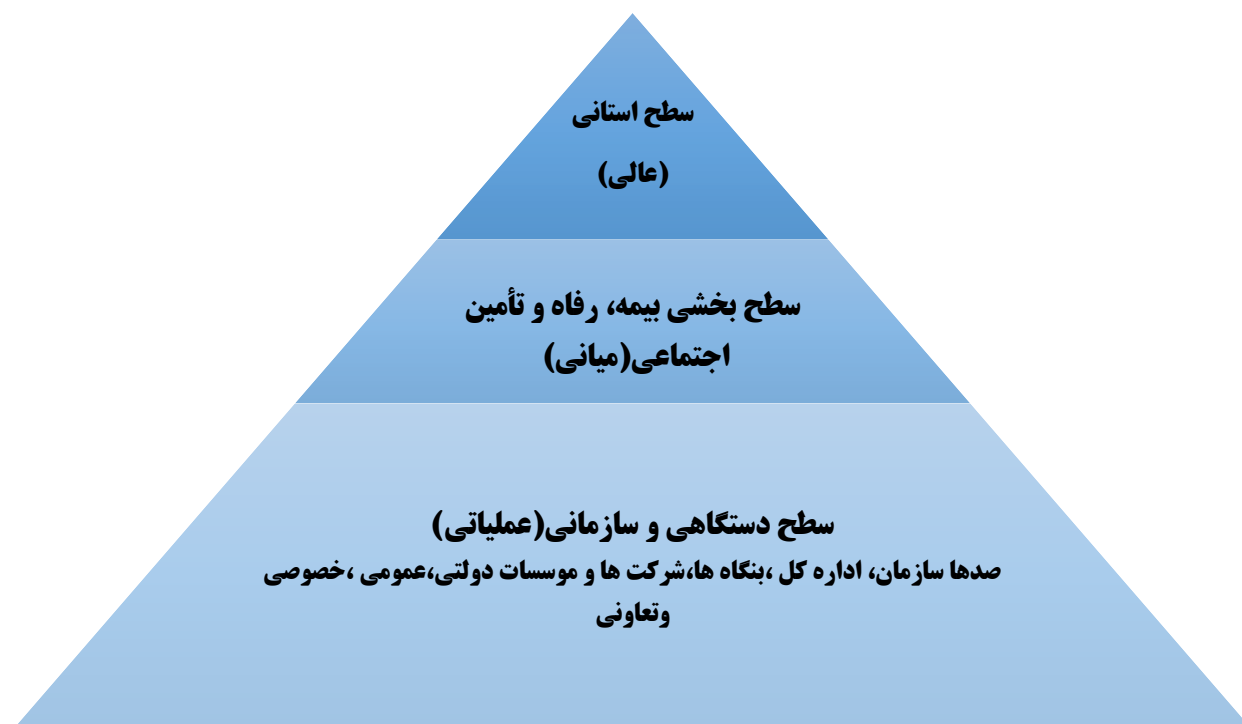 سطح استانی
(عالی)
سطح بخشی بیمه، رفاه و تأمین
اجتماعی(میانی)
سطح دستگاهی و سازمانی(عملیاتی)
صدها سازمان، اداره کل ،بنگاه ها،شرکت ها و موسسات دولتی،عمومی ،خصوصی
وتعاونی